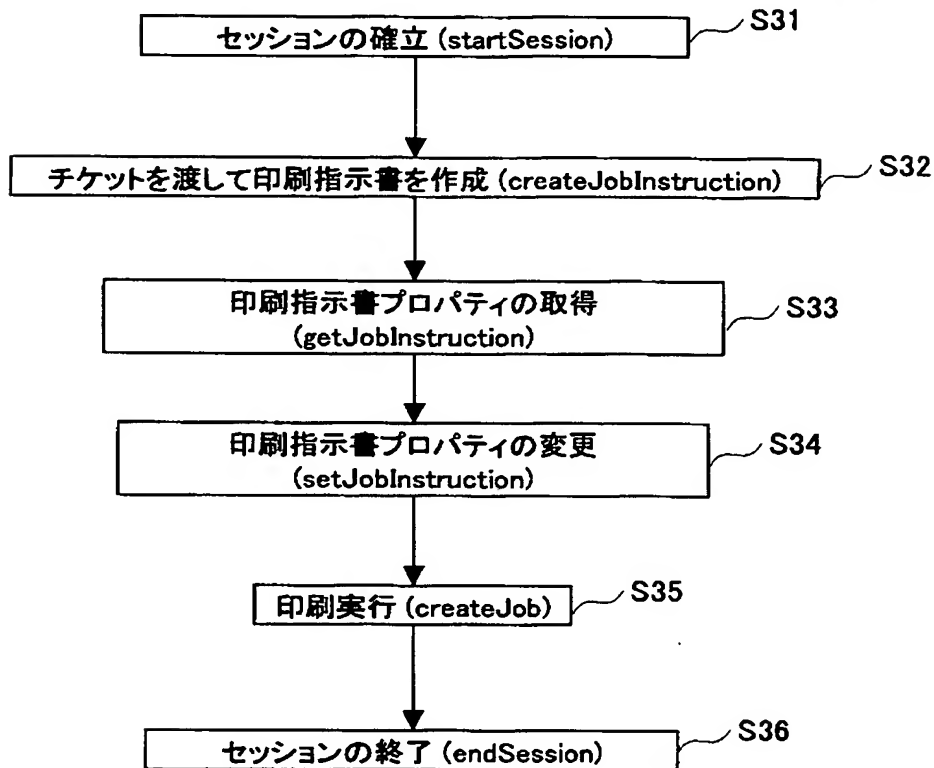 セッションの確立 (startSession)
S31
チケットを渡して印刷指示書を作成 (createJobInstruction)
S32
印刷指示書プロパティの取得
(getJobInstruction)
S33
印刷指示書プロパティの変更
(setJobInstruction)
S34
印刷実行 (createJob)
S35
セッションの終了 (endSession)
S36